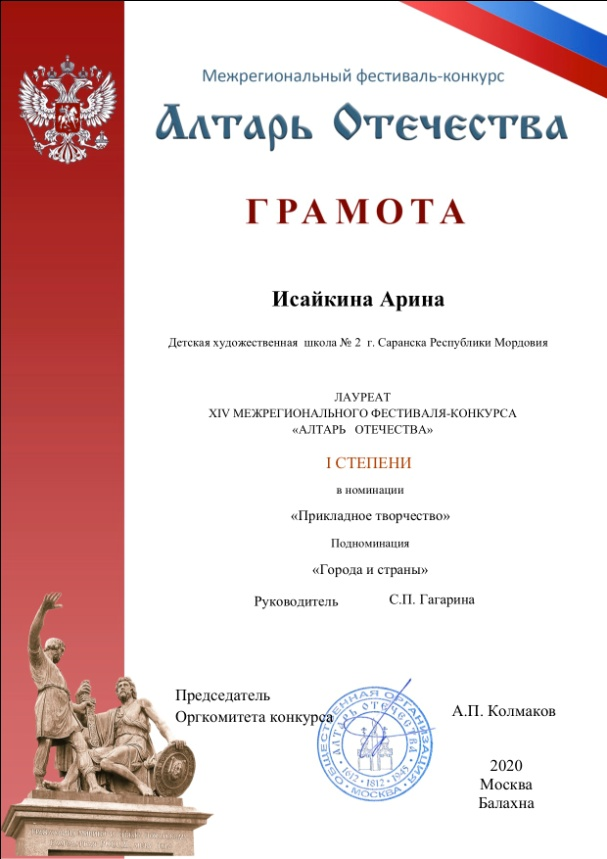 Межрегиональный фестиваль-конкурс
Алтарь Отечества
ГРАМОТА
Исайкина Арина
Детская художественная школа № 2 г. Саранска Республики Мордовия
ЛАУРЕАТ
XIV МЕЖРЕГИОНАЛЬНОГО ФЕСТИВАЛЯ-КОНКУРСА
«АЛТАРЬ ОТЕЧЕСТВА»
I СТЕПЕНИ
в номинации
«Прикладное творчество»
Подноминация
«Города и страны»
Руководитель С.П. Гагарина
Председатель
Оргкомитета конкурса
А.П. Колмаков
ОБЩЕСТВЕННАЯ ОРГАНИЗАЦИЯ
АЛТАРЬ ОТЕЧЕСТВА
1612 · 1812 · 1945
МОСКВА
2020
Москва
Балахна